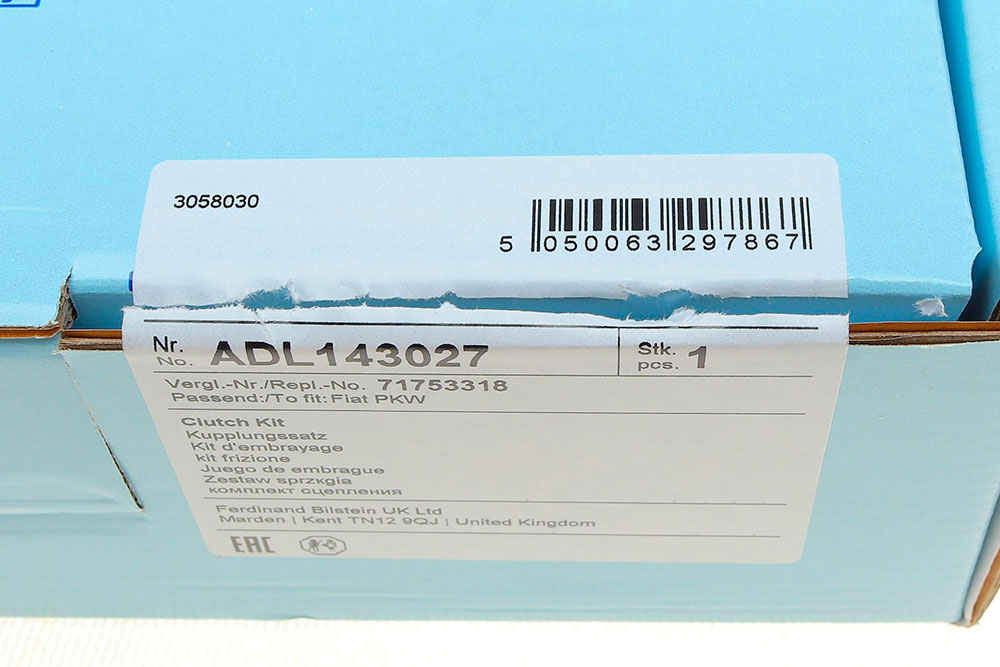 3058030
5 050063 297867
Nr.
No. ADL143027
Stk.
pcs. 1
Vergl.-Nr./Repl.-No. 71753318
Passend:/To fit: Fiat PKW
Clutch Kit
Kupplungssatz
Kit d'embrayage
kit frizione
Juego de embrague
Zestaw sprzkgia
комплект сцепления
Ferdinand Bilstein UK Ltd
Marden | Kent TN12 9QJ | United Kingdom
EAC